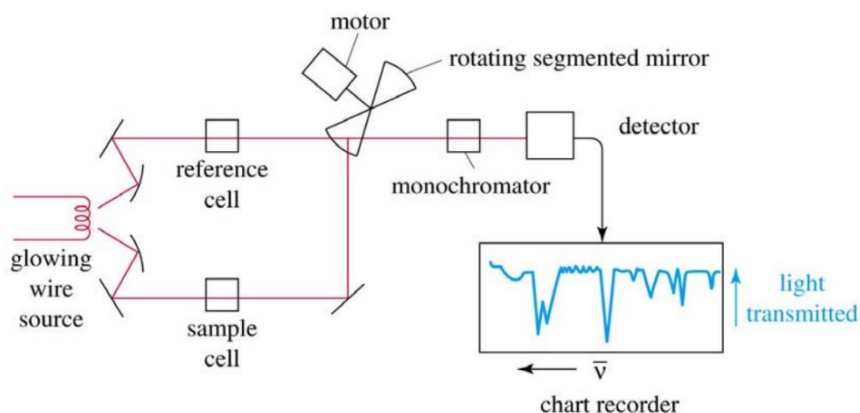 motor
rotating segmented mirror
detector
reference
cell
monochromator
glowing
wire
source
sample
cell
light
transmitted
ν̅
chart recorder